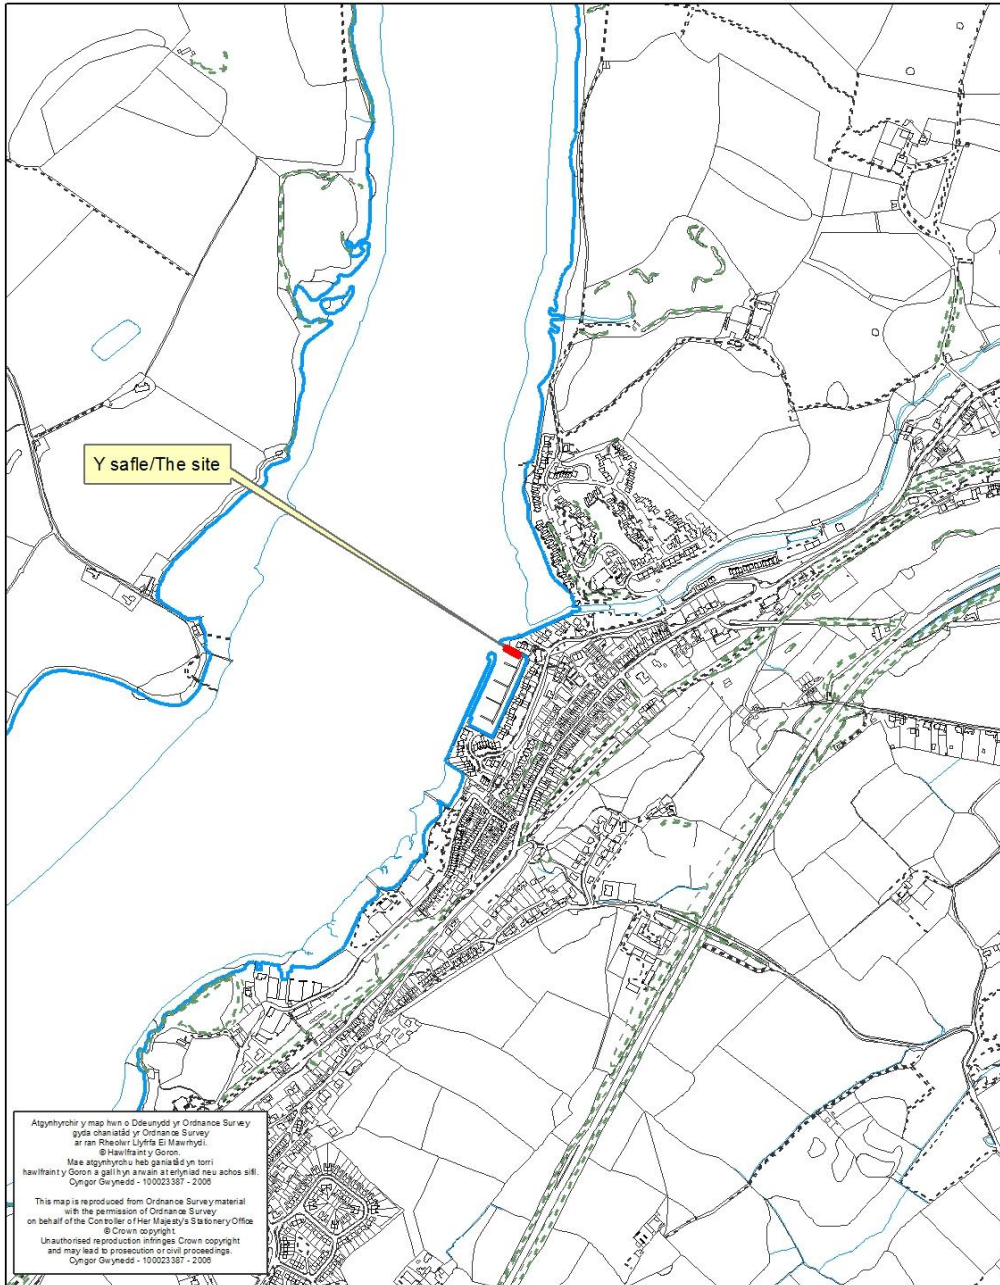 Y safle/The site
Atgynhyrchir y map hwn o Ddeunydd yr Ordnance Survey
gyda chaniatâd yr Ordnance Survey
ar ran Rheolwr Llyfrfa Ei Mawrhydi.
© Hawlfraint y Goron.
Mae atgynhyrchu heb ganiatâd yn torri
hawlfraint y Goron a gall hyn arwain at erlyniad neu achos sifil.
Cyngor Gwynedd - 100023387 - 2006
This map is reproduced from Ordnance Survey material
with the permission of Ordnance Survey
on behalf of the Controller of Her Majesty's Stationery Office
© Crown copyright.
Unauthorised reproduction infringes Crown copyright
and may lead to prosecution or civil proceedings.
Cyngor Gwynedd - 100023387 - 2006